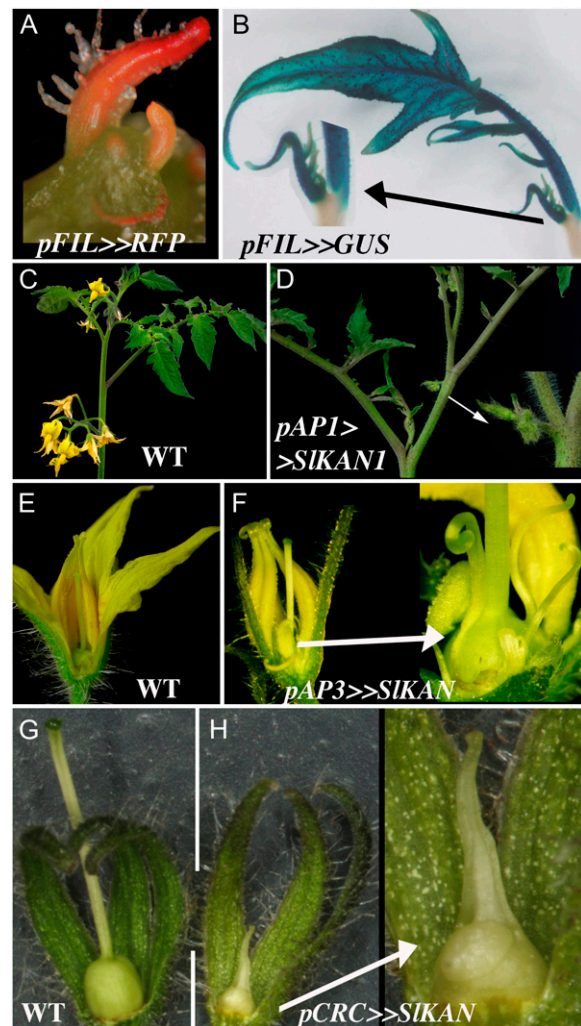 A
pFIL>>RFP
B
pFIL>>GUS
C
WT
D
pAP1>
>SlKAN1
E
WT
F
pAP3>>SlKAN
G
WT
H
pCRC>>SlKAN